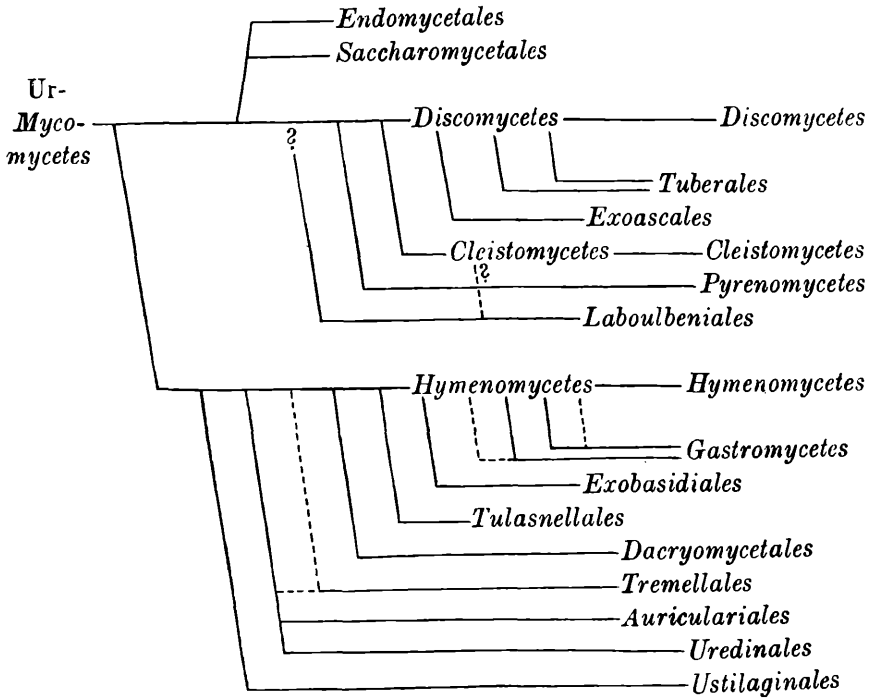 Endomycetales
Saccharomycetales
Ur-
Myco-
mycetes
?
Discomycetes Discomycetes
Tuberales
Exoascales
Cleistomycetes Cleistomycetes
?
Pyrenomycetes
Laboulbeniales
Hymenomycetes Hymenomycetes
Gastromycetes
Exobasidiales
Tulasnellales
Dacryomycetales
Tremellales
Auriculariales
Uredinales
Ustilaginales